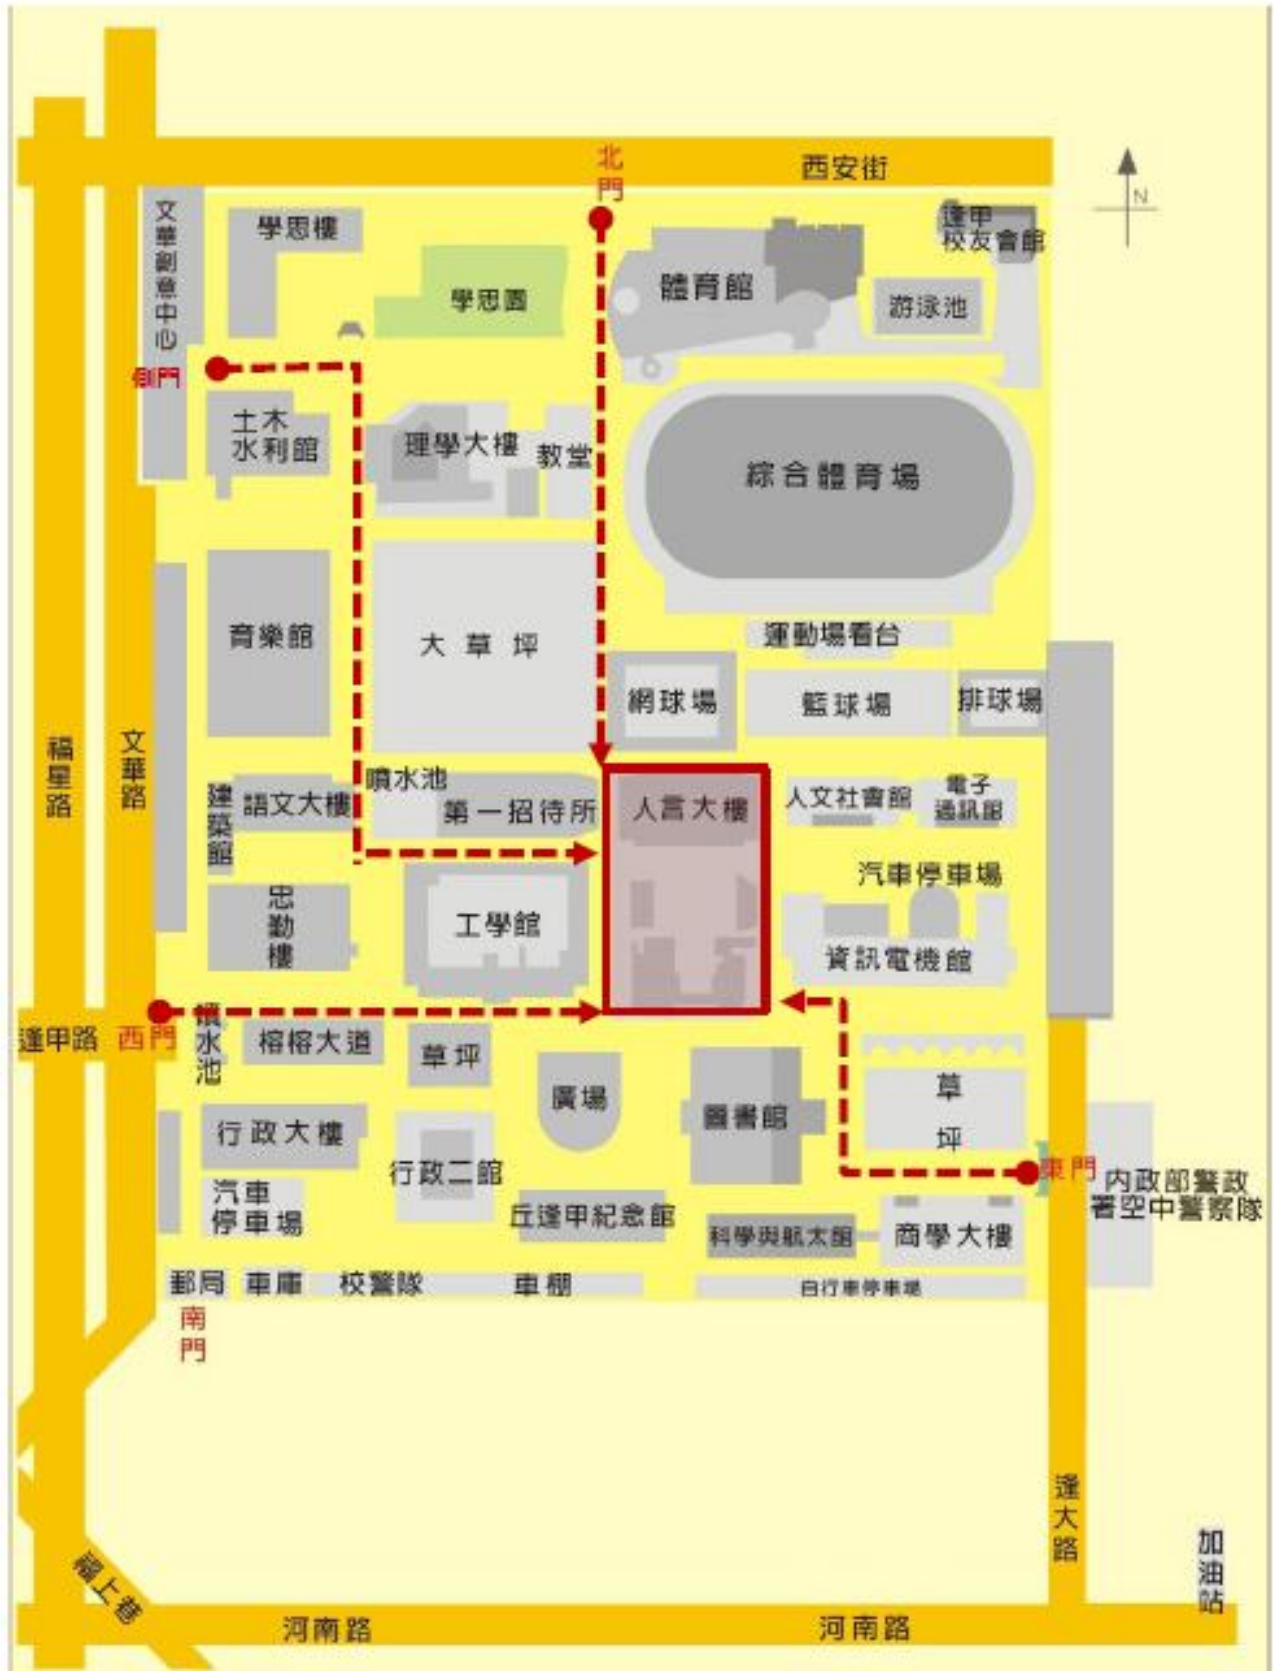 北
門
西安街
N
文
華
創
意
中
心
學思樓
學思園
體育館
逢甲
校友會館
游泳池
側門
土木
水利館
理學大樓
教堂
綜合體育場
育樂館
大草坪
運動場看台
網球場
籃球場
排球場
福
星
路
文
華
路
建
築
館
語文大樓
噴水池
第一招待所
人言大樓
人文社會館
電子
通訊館
汽車停車場
忠
勤
樓
工學館
資訊電機館
逢甲路
西門
噴
水
池
榕榕大道
草坪
廣場
圖書館
草
坪
行政大樓
行政二館
東門
內政部警政
署空中警察隊
汽車
停車場
丘逢甲紀念館
科學與航太館
商學大樓
郵局
車庫
校警隊
車棚
自行車停車場
南
門
逢
大
路
加
油
站
福上巷
河南路
河南路